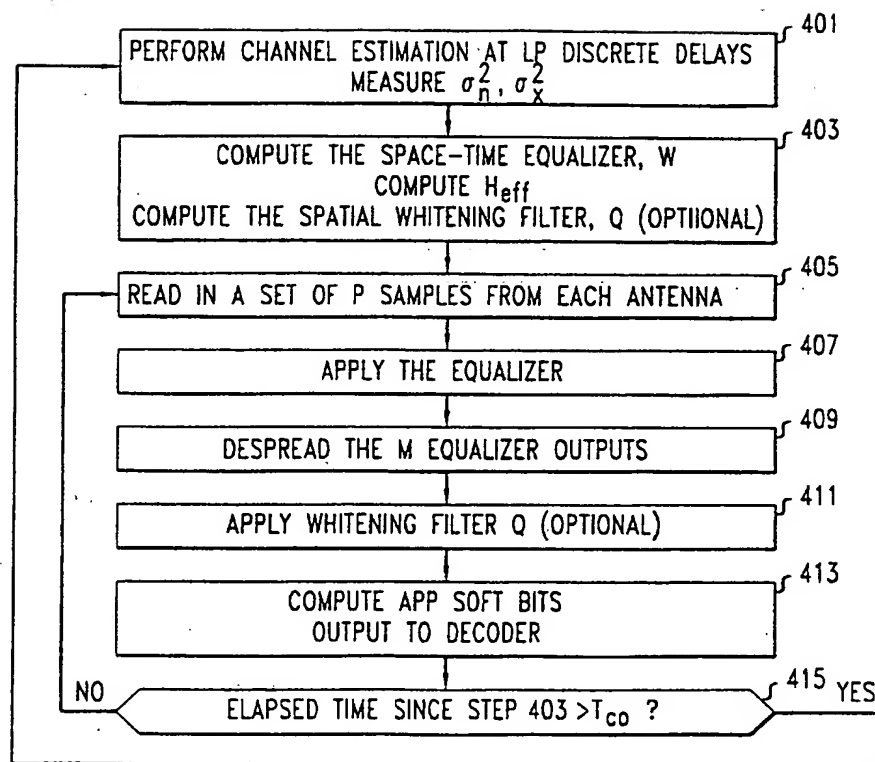 401
PERFORM CHANNEL ESTIMATION AT LP DISCRETE DELAYS
MEASURE σ²ₙ, σ²ₓ
403
COMPUTE THE SPACE-TIME EQUALIZER, W
COMPUTE Heff
COMPUTE THE SPATIAL WHITENING FILTER, Q (OPTIIONAL)
405
READ IN A SET OF P SAMPLES FROM EACH ANTENNA
407
APPLY THE EQUALIZER
409
DESPREAD THE M EQUALIZER OUTPUTS
411
APPLY WHITENING FILTER Q (OPTIONAL)
413
COMPUTE APP SOFT BITS
OUTPUT TO DECODER
415
NO
ELAPSED TIME SINCE STEP 403 >Tco ?
YES